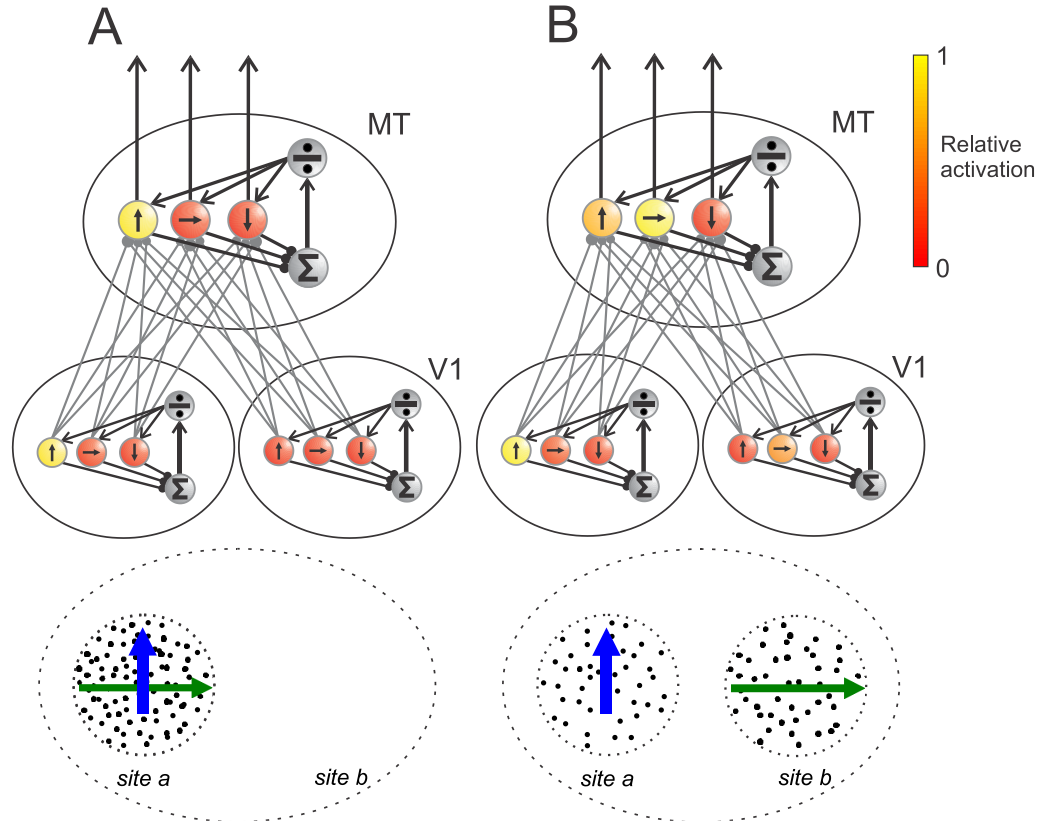 A
B
MT
MT
1
Relative
activation
0
÷
Σ
÷
Σ
V1
V1
÷
÷
÷
÷
Σ
Σ
Σ
Σ
site a
site b
site a
site b